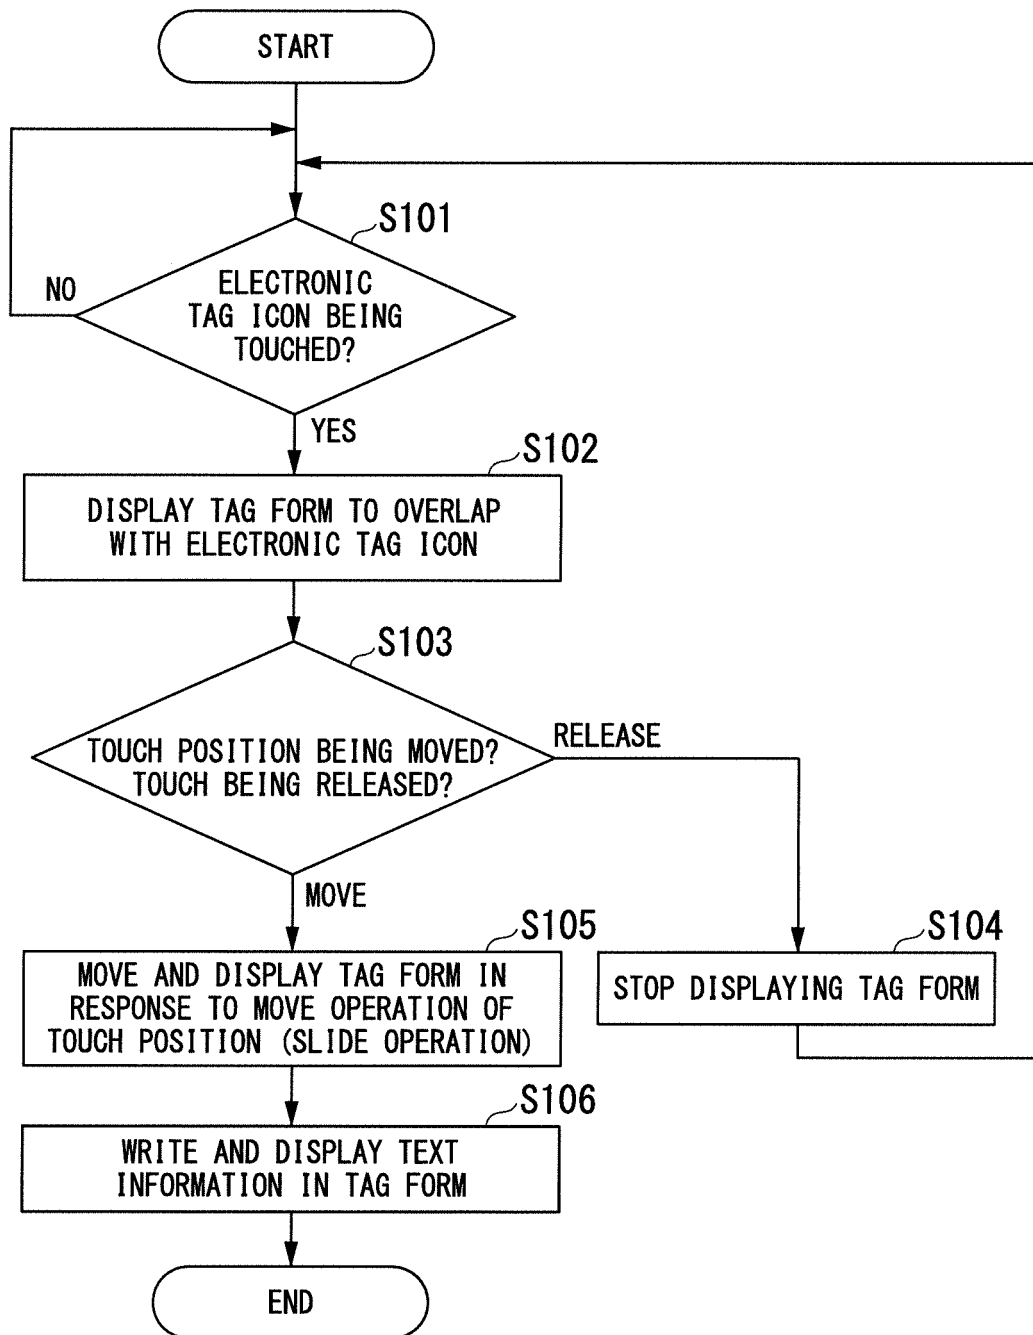 START
S101
ELECTRONIC
TAG ICON BEING
TOUCHED?
NO
YES
S102
DISPLAY TAG FORM TO OVERLAP
WITH ELECTRONIC TAG ICON
S103
TOUCH POSITION BEING MOVED?
TOUCH BEING RELEASED?
RELEASE
MOVE
S105
MOVE AND DISPLAY TAG FORM IN
RESPONSE TO MOVE OPERATION OF
TOUCH POSITION (SLIDE OPERATION)
S104
STOP DISPLAYING TAG FORM
S106
WRITE AND DISPLAY TEXT
INFORMATION IN TAG FORM
END